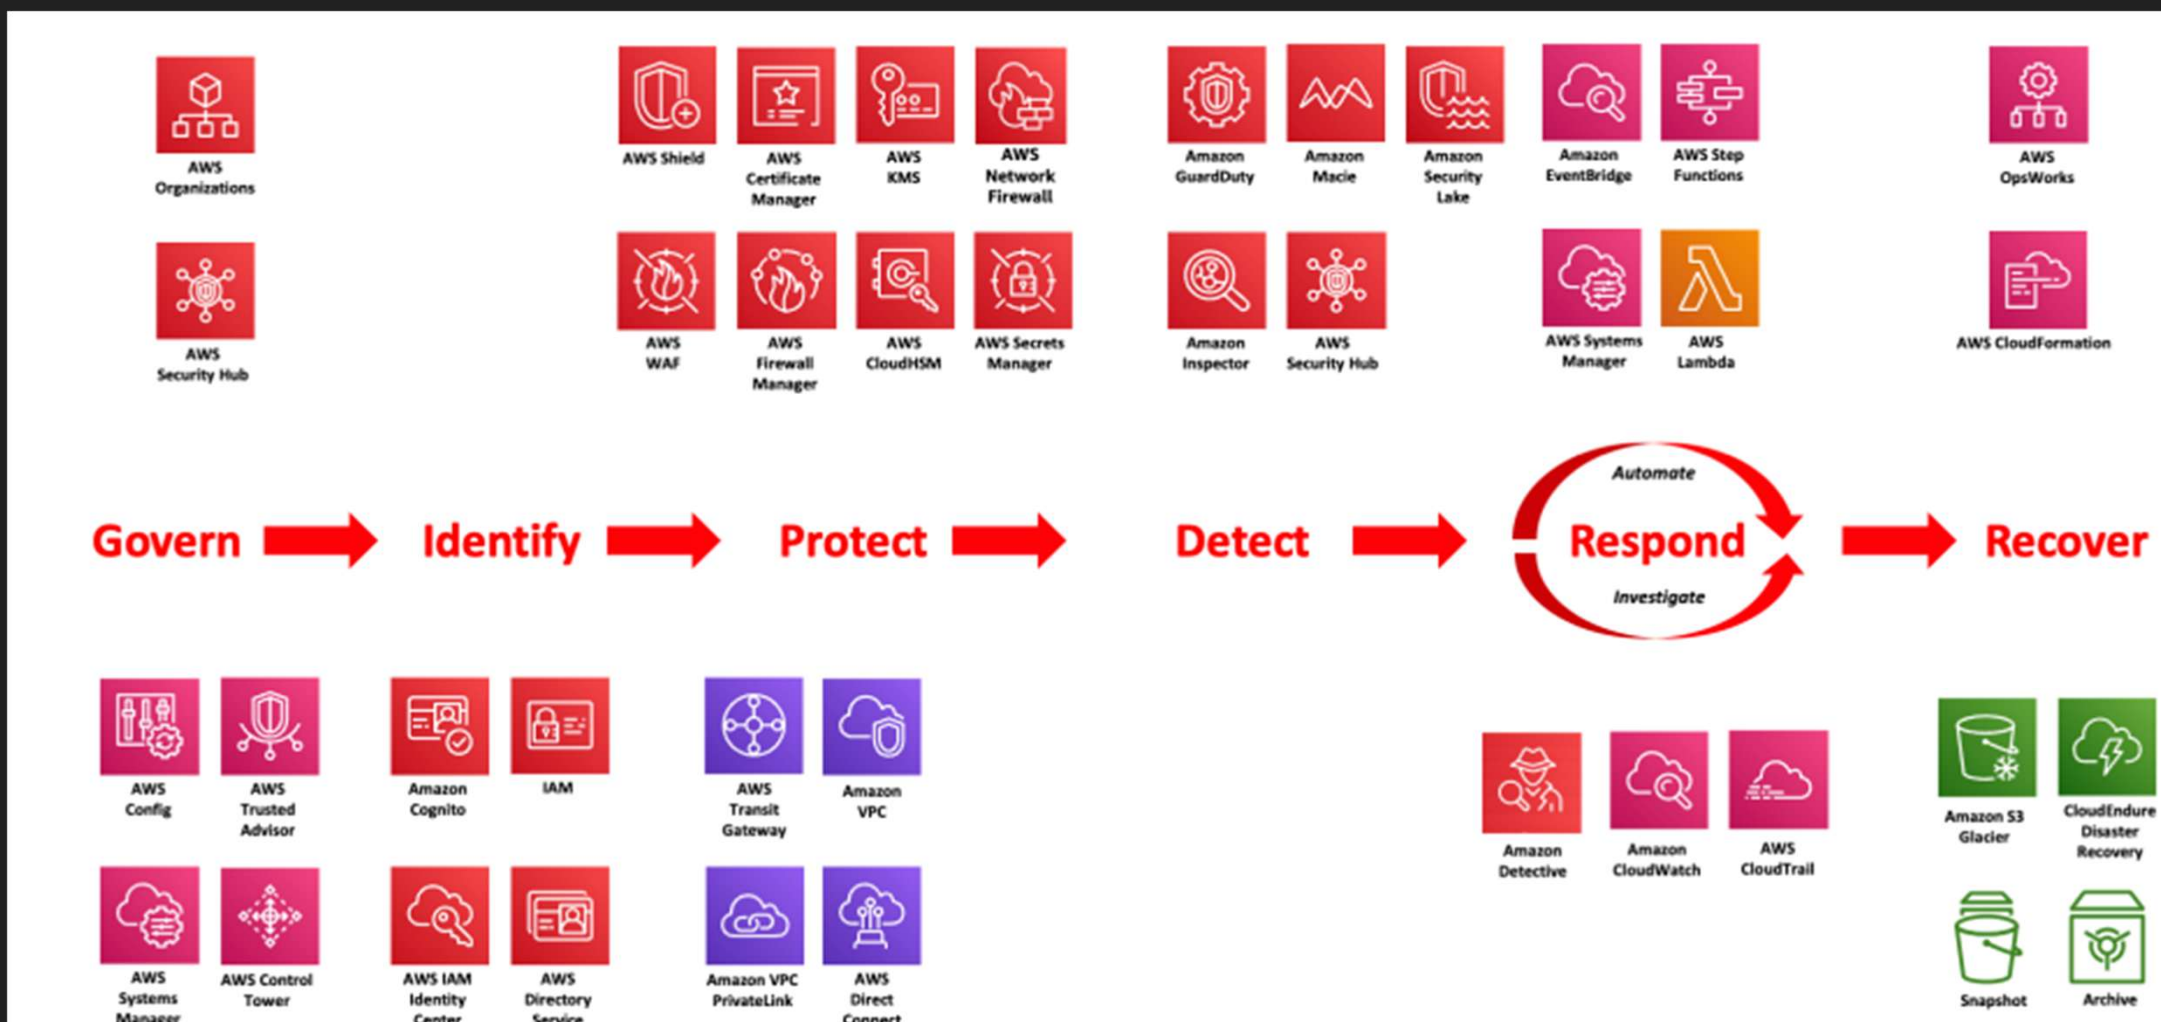 AWS
Organizations
AWS Shield
AWS
Certificate
Manager
AWS
KMS
AWS
Network
Firewall
Amazon
GuardDuty
Amazon
Macie
Amazon
Security
Lake
Amazon
EventBridge
AWS Step
Functions
AWS
OpsWorks
AWS
Security Hub
AWS
WAF
AWS
Firewall
Manager
AWS
CloudHSM
AWS Secrets
Manager
Amazon
Inspector
AWS
Security Hub
AWS Systems
Manager
AWS
Lambda
AWS CloudFormation
Automate
Govern
Identify
Protect
Detect
Respond
Recover
Investigate
AWS
Config
AWS
Trusted
Advisor
Amazon
Cognito
IAM
AWS
Transit
Gateway
Amazon
VPC
Amazon
Detective
Amazon
CloudWatch
AWS
CloudTrail
Amazon S3
Glacier
CloudEndure
Disaster
Recovery
AWS
Systems
Manager
AWS Control
Tower
AWS IAM
Identity
Center
AWS
Directory
Service
Amazon VPC
PrivateLink
AWS
Direct
Connect
Snapshot
Archive